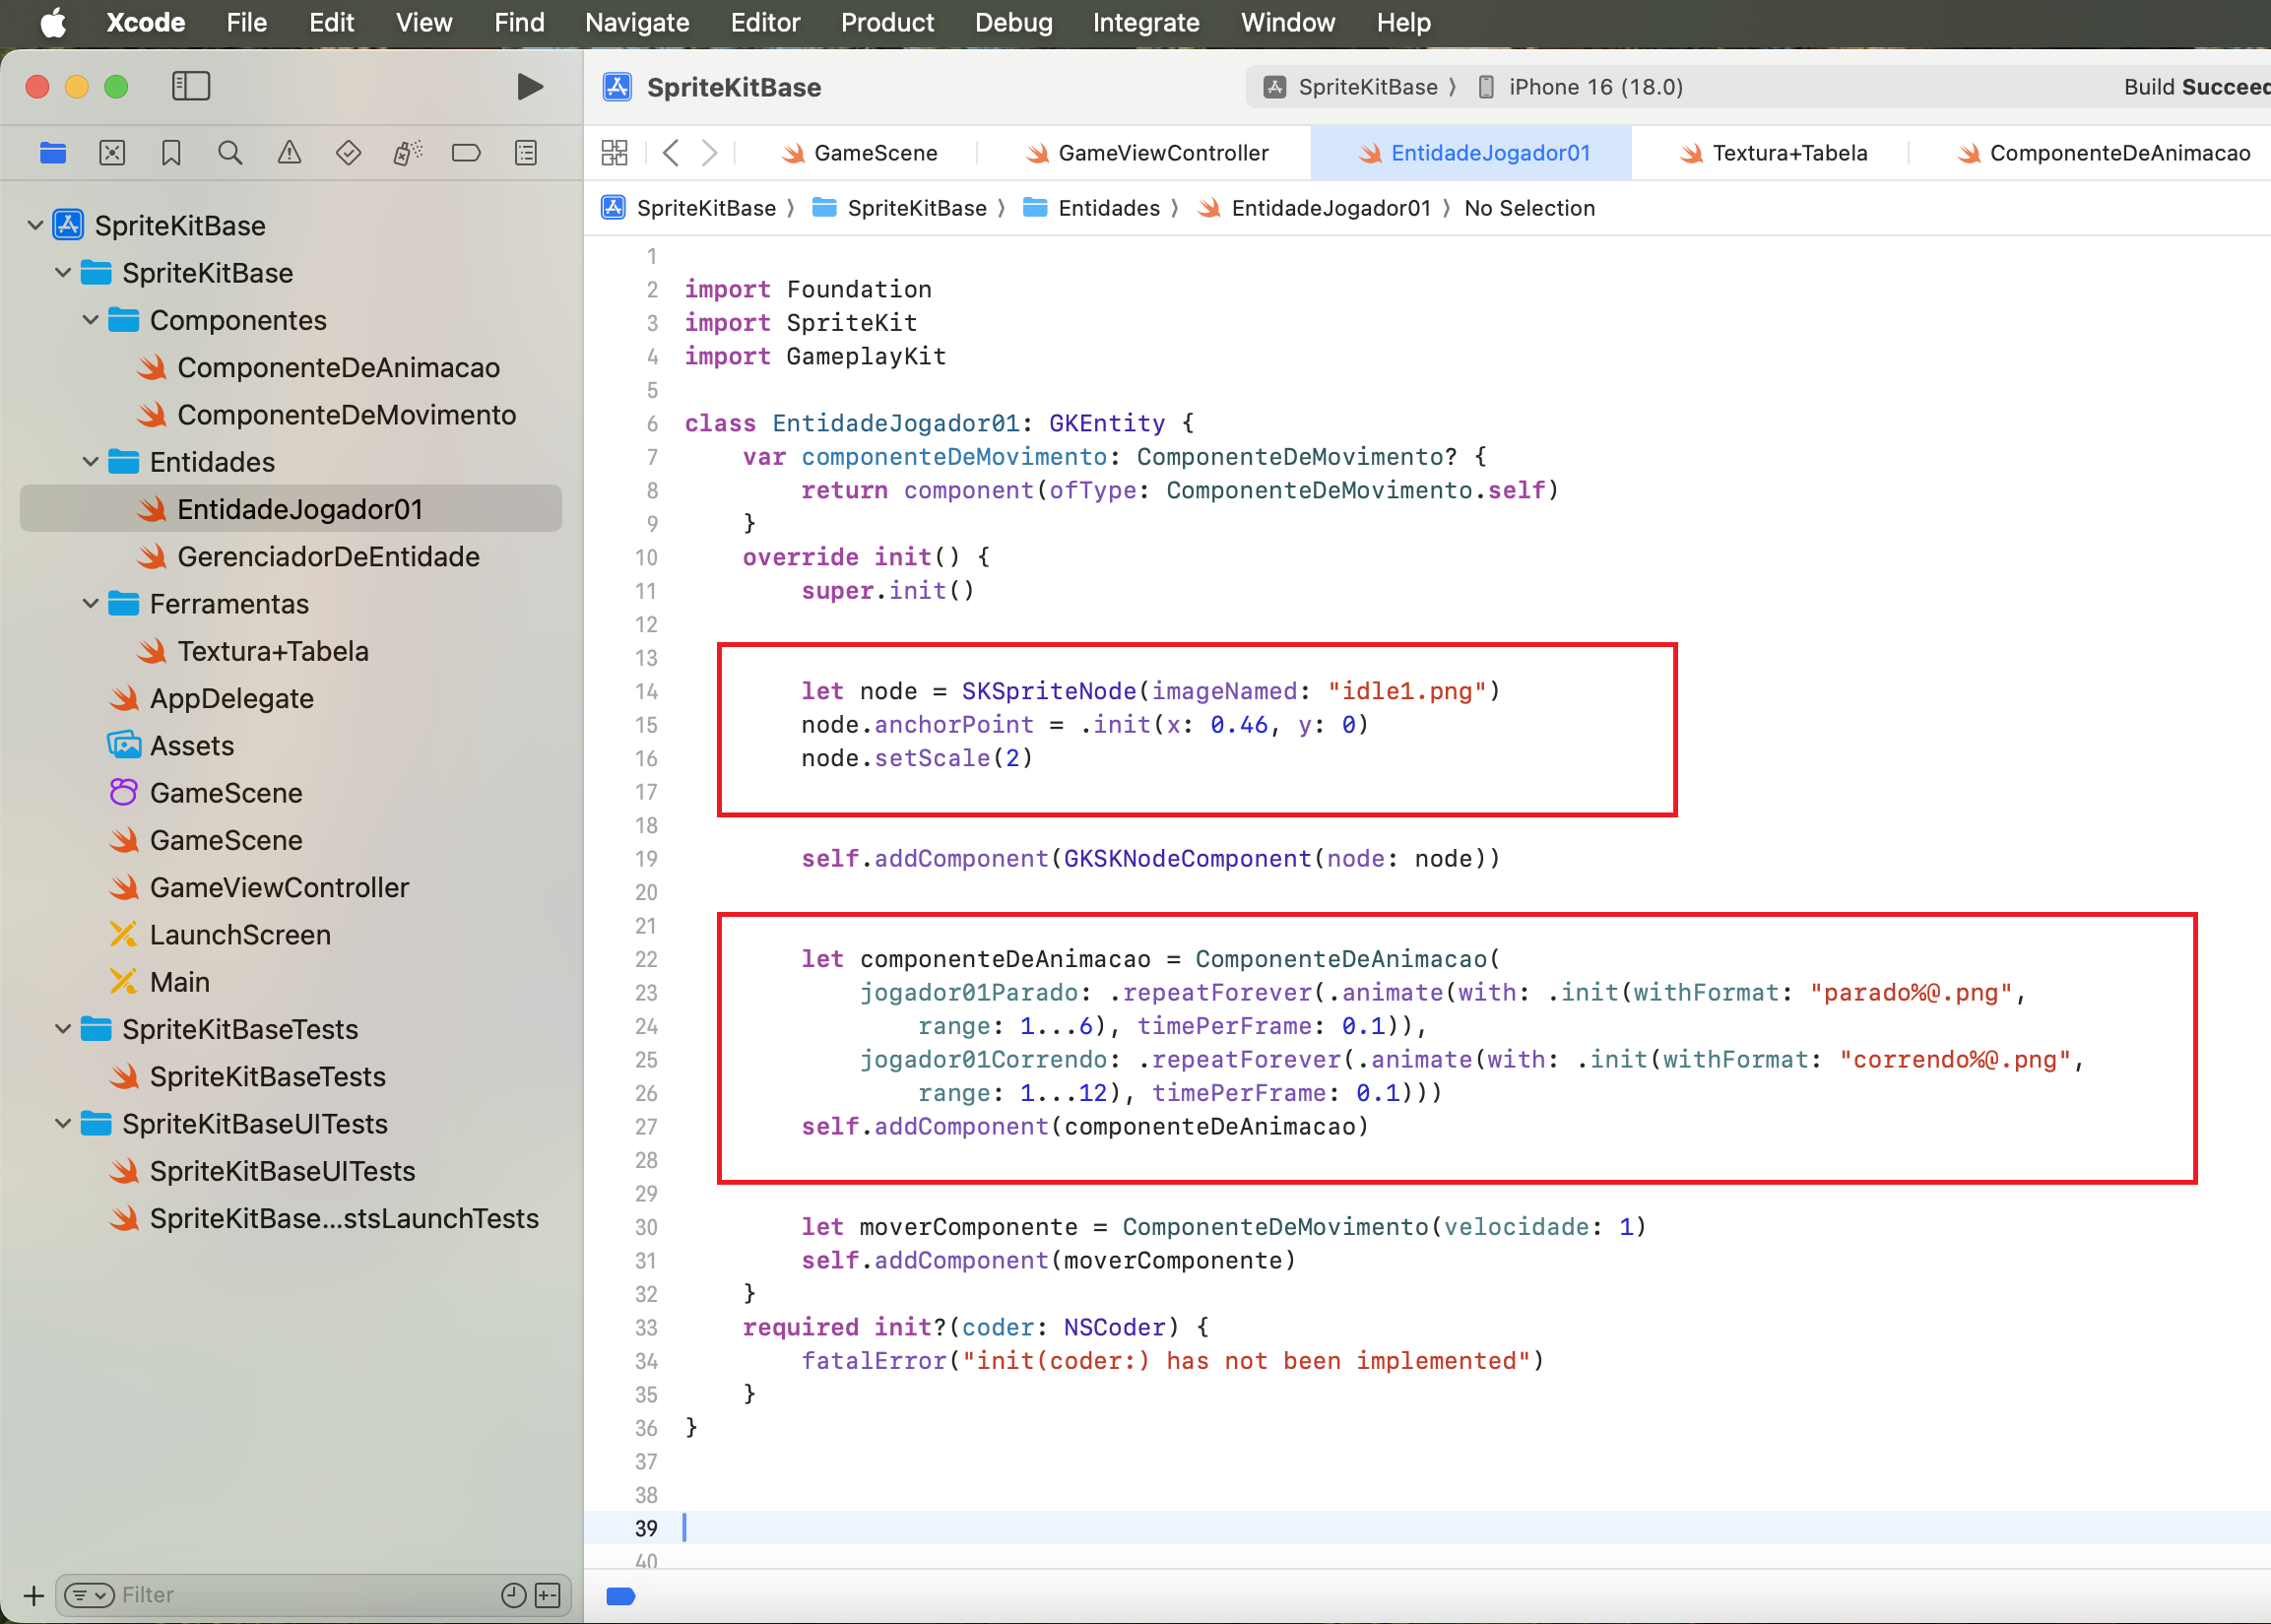 Xcode File Edit View Find Navigate Editor Product Debug Integrate Window Help
SpriteKitBase
SpriteKitBase 〉 iPhone 16 (18.0)
Build Succeed
GameScene
GameViewController
EntidadeJogador01
Textura+Tabela
ComponenteDeAnimacao
SpriteKitBase 〉 SpriteKitBase 〉 Entidades 〉 EntidadeJogador01 〉 No Selection
SpriteKitBase
SpriteKitBase
Componentes
ComponenteDeAnimacao
ComponenteDeMovimento
Entidades
EntidadeJogador01
GerenciadorDeEntidade
Ferramentas
Textura+Tabela
AppDelegate
Assets
GameScene
GameScene
GameViewController
LaunchScreen
Main
SpriteKitBaseTests
SpriteKitBaseTests
SpriteKitBaseUITests
SpriteKitBaseUITests
SpriteKitBase...stsLaunchTests
Filter
1
2 import Foundation
3 import SpriteKit
4 import GameplayKit
5
6 class EntidadeJogador01: GKEntity {
7 var componenteDeMovimento: ComponenteDeMovimento? {
8 return component(ofType: ComponenteDeMovimento.self)
9 }
10 override init() {
11 super.init()
12
13
14 let node = SKSpriteNode(imageNamed: "idle1.png")
15 node.anchorPoint = .init(x: 0.46, y: 0)
16 node.setScale(2)
17
18
19 self.addComponent(GKSKNodeComponent(node: node))
20
21
22 let componenteDeAnimacao = ComponenteDeAnimacao(
23 jogador01Parado: .repeatForever(.animate(with: .init(withFormat: "parado%@.png",
24 range: 1...6), timePerFrame: 0.1)),
25 jogador01Correndo: .repeatForever(.animate(with: .init(withFormat: "correndo%@.png",
26 range: 1...12), timePerFrame: 0.1)))
27 self.addComponent(componenteDeAnimacao)
28
29
30 let moverComponente = ComponenteDeMovimento(velocidade: 1)
31 self.addComponent(moverComponente)
32 }
33 required init?(coder: NSCoder) {
34 fatalError("init(coder:) has not been implemented")
35 }
36 }
37
38
39
40